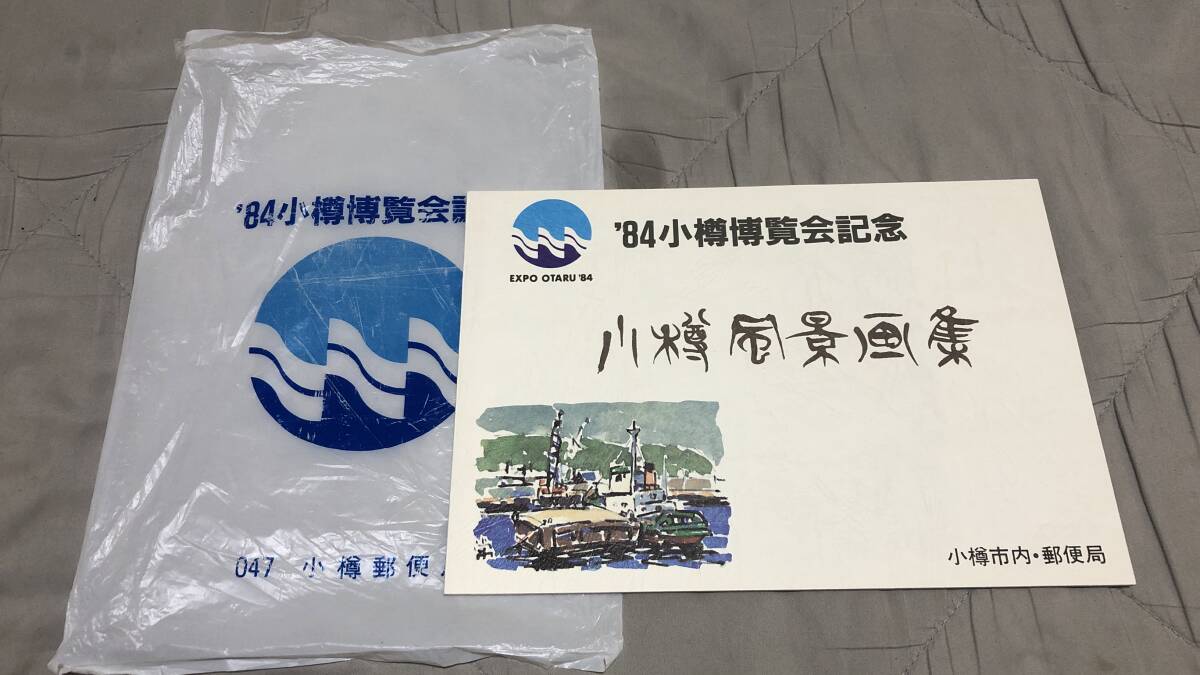 '84小樽博覧会記
047 小樽郵便
EXPO OTARU '84
'84小樽博覧会記念
小樽風景画集
小樽市内・郵便局